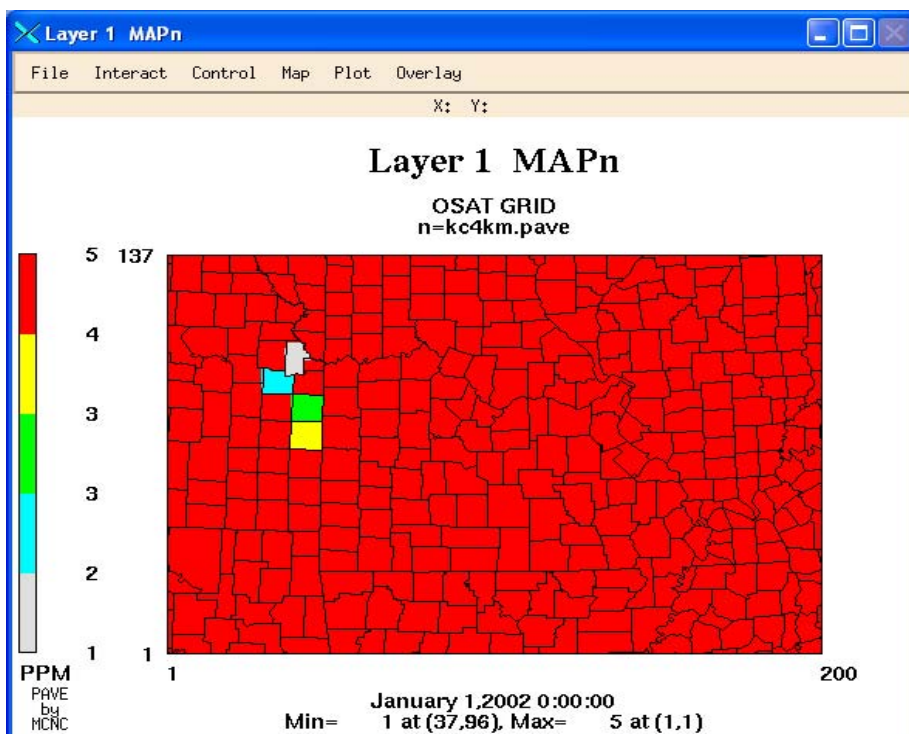 Layer 1 MAPn
File Interact Control Map Plot Overlay
X: Y:
Layer 1 MAPn
OSAT GRID
n=kc4km.pave
5
4
3
3
2
1
PPM
PAVE
by
MCNC
137
1
1
200
January 1,2002 0:00:00
Min= 1 at (37,96), Max= 5 at (1,1)